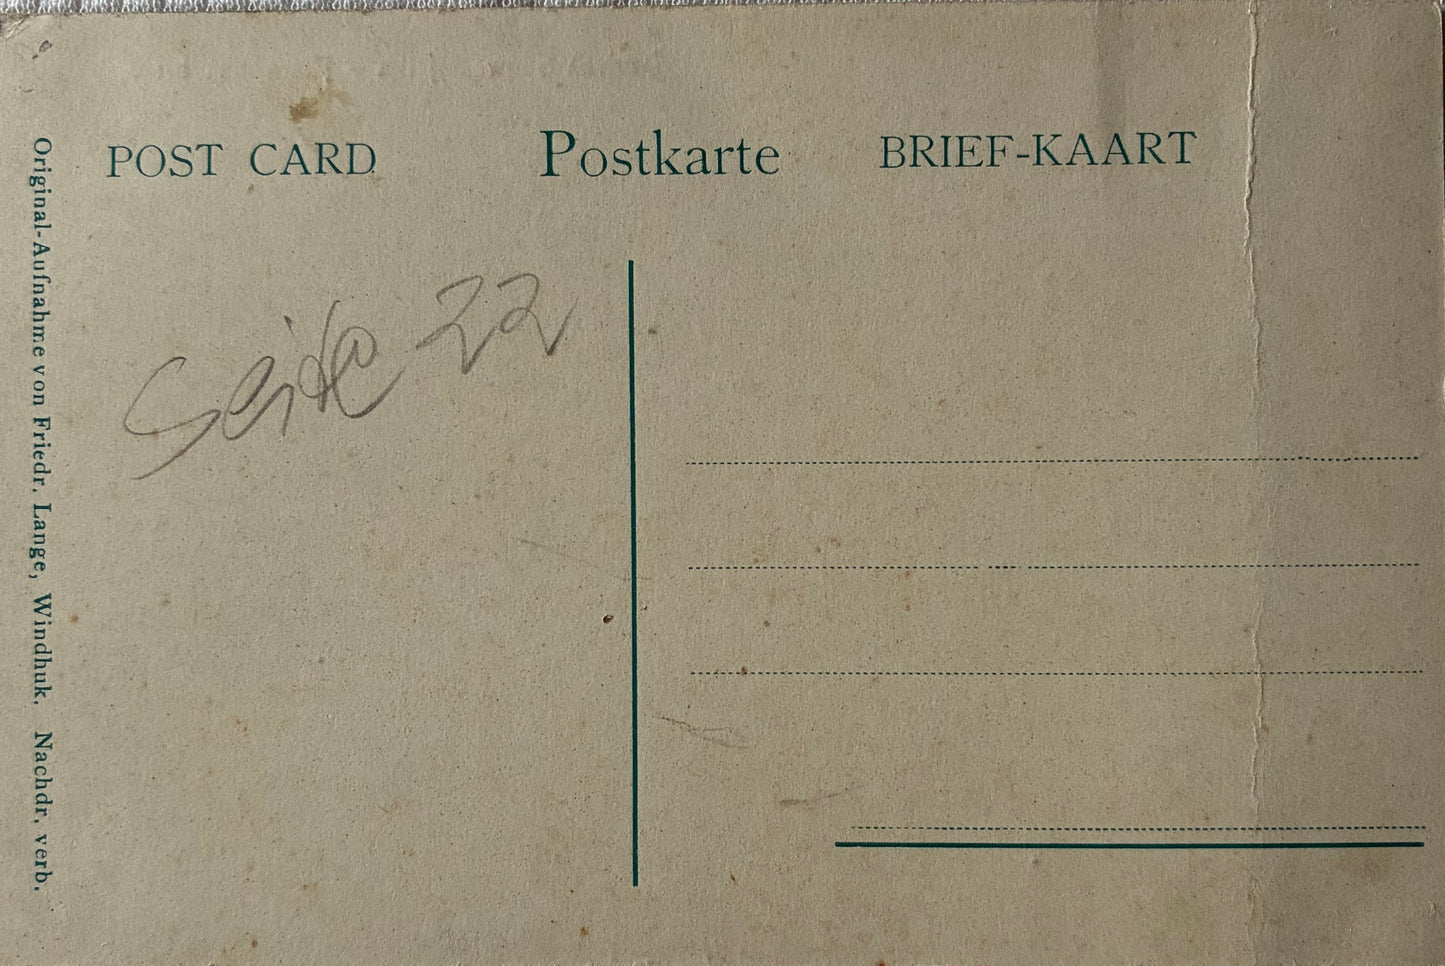 POST CARD Postkarte BRIEF-KAART
Seite 22
Original-Aufnahme von Friedr. Lange, Windhuk. Nachdr. verb.